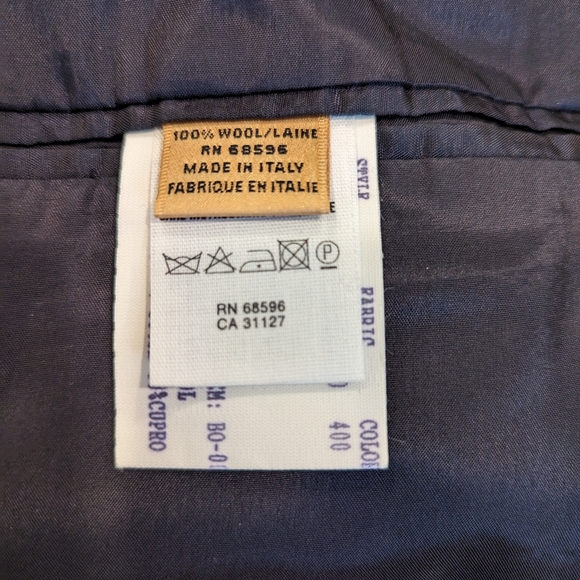 100% WOOL/LAINE
RN 68596
MADE IN ITALY
FABRIQUE EN ITALIE
E
P
RN 68596
CA 31127
STYLE
FABRIC
COLOR
400
BO-0
%CUPRO